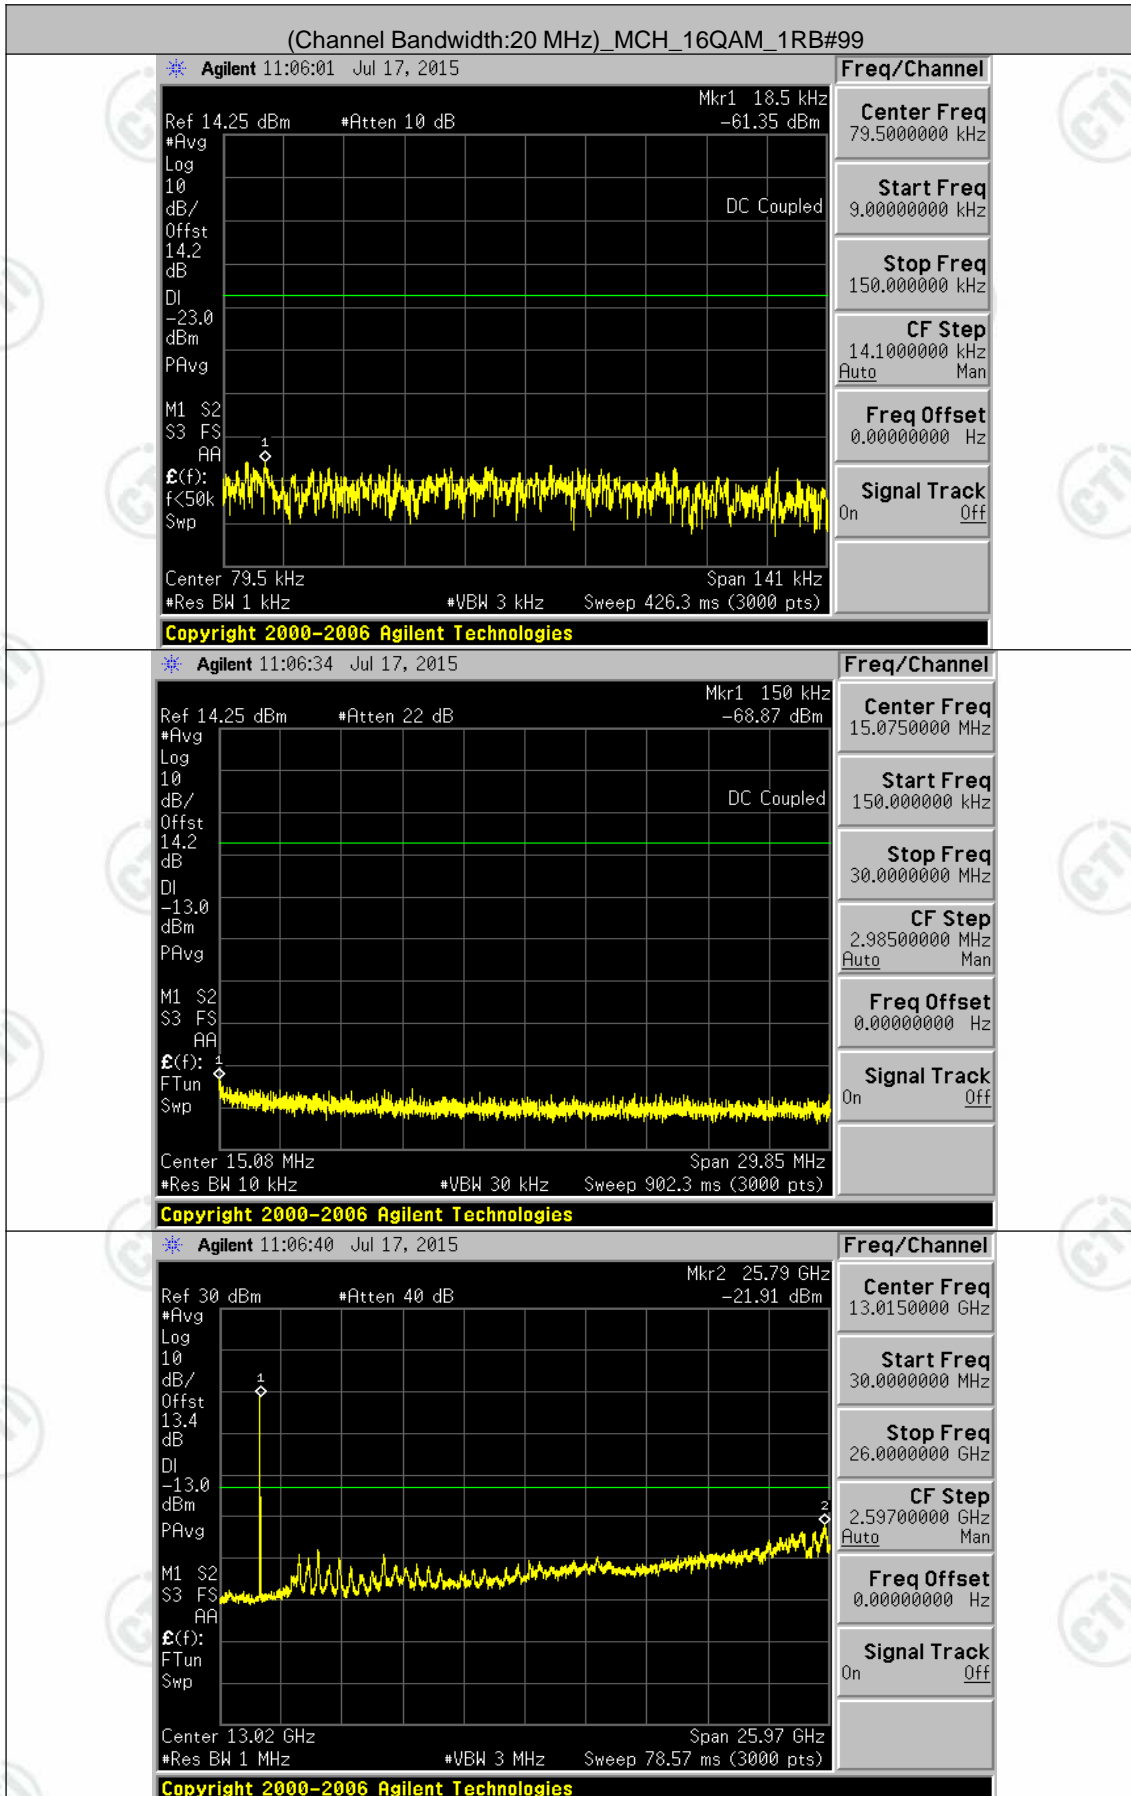 (Channel Bandwidth:20 MHz)_MCH_16QAM_1RB#99
Agilent 11:06:01 Jul 17, 2015
Freq/Channel
Mkr1 18.5 kHz
Ref 14.25 dBm #Atten 10 dB -61.35 dBm
#Avg
Log
10
dB/
Offst
14.2
dB
DI
-23.0
dBm
PAvg
M1 S2
S3 FS
AA
£(f):
f<50k
Swp
DC Coupled
1
Center 79.5 kHz Span 141 kHz
#Res BW 1 kHz #VBW 3 kHz Sweep 426.3 ms (3000 pts)
Copyright 2000-2006 Agilent Technologies
Center Freq
79.5000000 kHz
Start Freq
9.00000000 kHz
Stop Freq
150.000000 kHz
CF Step
14.1000000 kHz
Auto Man
Freq Offset
0.00000000 Hz
Signal Track
On Off
Agilent 11:06:34 Jul 17, 2015
Freq/Channel
Mkr1 150 kHz
Ref 14.25 dBm #Atten 22 dB -68.87 dBm
#Avg
Log
10
dB/
Offst
14.2
dB
DI
-13.0
dBm
PAvg
M1 S2
S3 FS
AA
£(f):
FTun
Swp
DC Coupled
1
Center 15.08 MHz Span 29.85 MHz
#Res BW 10 kHz #VBW 30 kHz Sweep 902.3 ms (3000 pts)
Copyright 2000-2006 Agilent Technologies
Center Freq
15.0750000 MHz
Start Freq
150.000000 kHz
Stop Freq
30.0000000 MHz
CF Step
2.98500000 MHz
Auto Man
Freq Offset
0.00000000 Hz
Signal Track
On Off
Agilent 11:06:40 Jul 17, 2015
Freq/Channel
Mkr2 25.79 GHz
Ref 30 dBm #Atten 40 dB -21.91 dBm
#Avg
Log
10
dB/
Offst
13.4
dB
DI
-13.0
dBm
PAvg
M1 S2
S3 FS
AA
£(f):
FTun
Swp
1
2
Center 13.02 GHz Span 25.97 GHz
#Res BW 1 MHz #VBW 3 MHz Sweep 78.57 ms (3000 pts)
Copyright 2000-2006 Agilent Technologies
Center Freq
13.0150000 GHz
Start Freq
30.0000000 MHz
Stop Freq
26.0000000 GHz
CF Step
2.59700000 GHz
Auto Man
Freq Offset
0.00000000 Hz
Signal Track
On Off
CTI
CTI
CTI
CTI
CTI
CTI
CTI
CTI
CTI
CTI